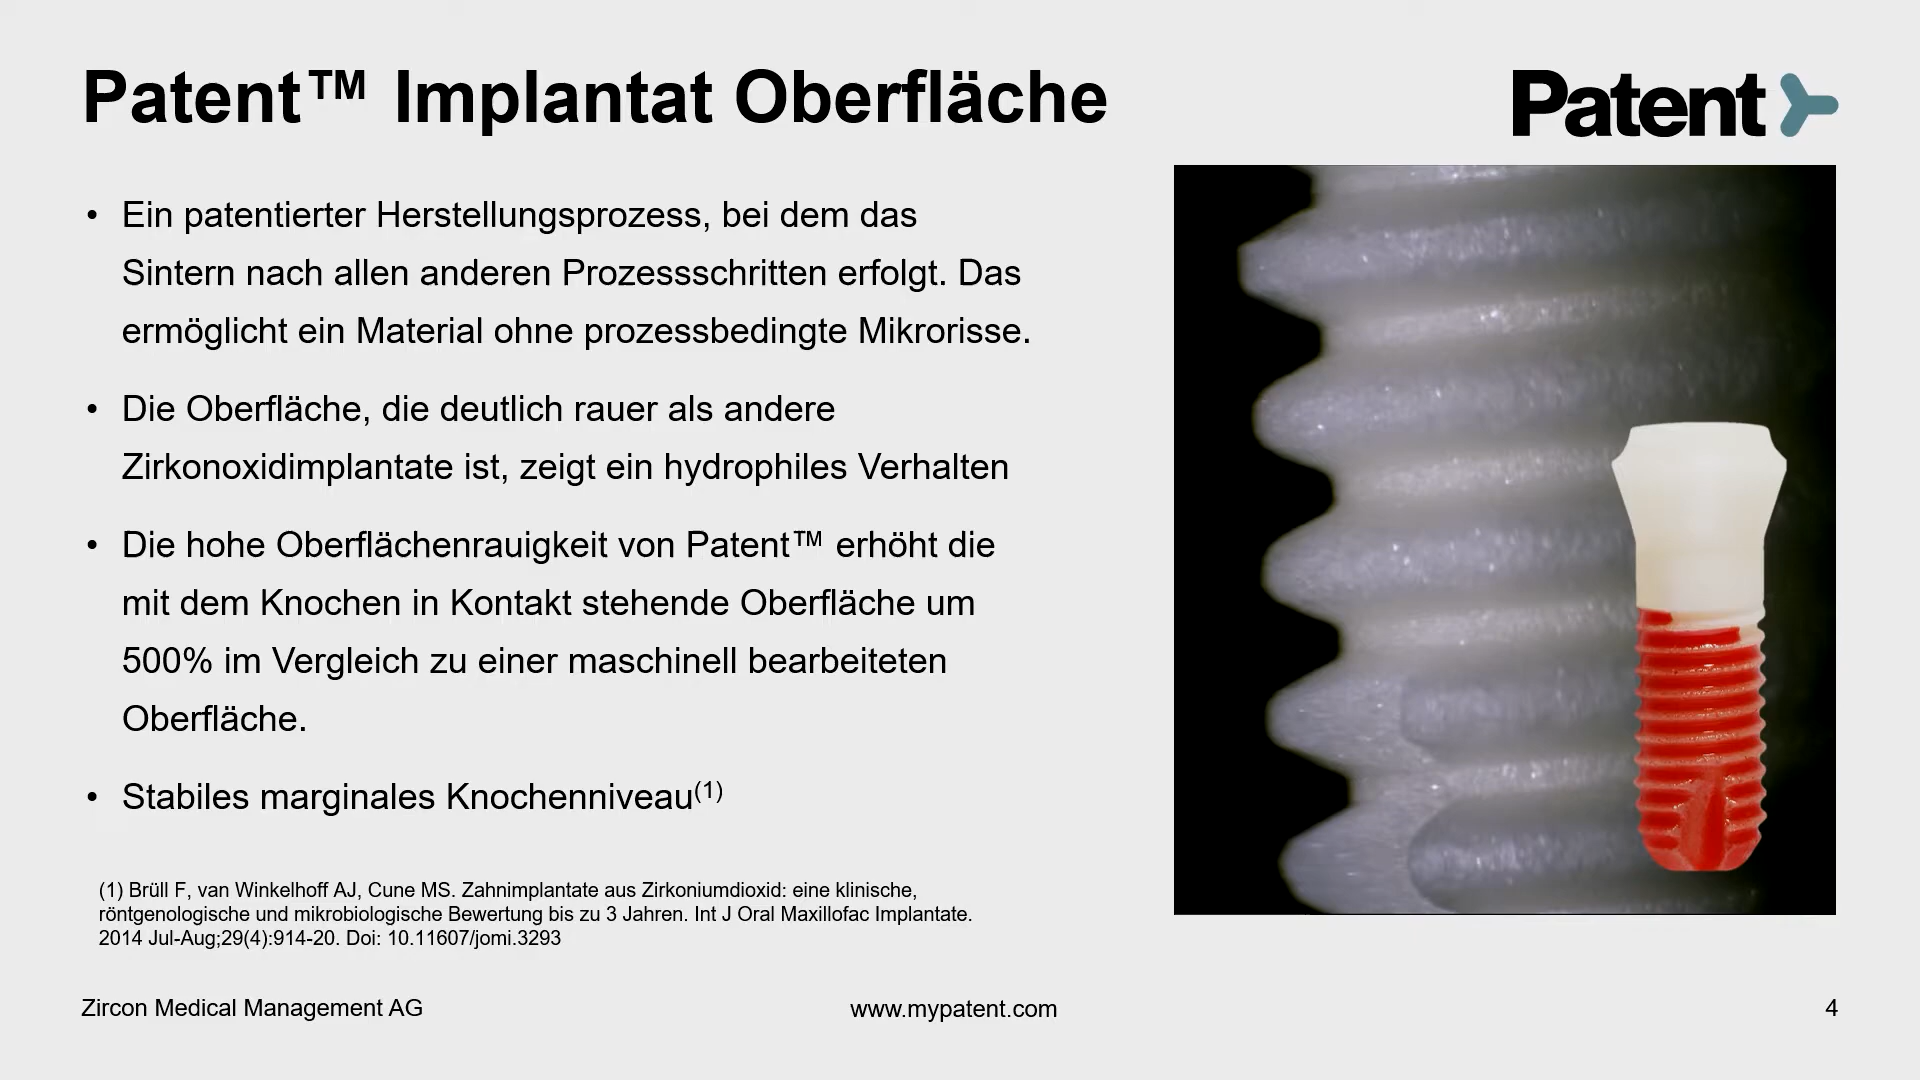 Patent™ Implantat Oberfläche
Patent
• Ein patentierter Herstellungsprozess, bei dem das
Sintern nach allen anderen Prozessschritten erfolgt. Das
ermöglicht ein Material ohne prozessbedingte Mikrorisse.
• Die Oberfläche, die deutlich rauer als andere
Zirkonoxidimplantate ist, zeigt ein hydrophiles Verhalten
• Die hohe Oberflächenrauigkeit von Patent™ erhöht die
mit dem Knochen in Kontakt stehende Oberfläche um
500% im Vergleich zu einer maschinell bearbeiteten
Oberfläche.
• Stabiles marginales Knochenniveau(1)
(1) Brüll F, van Winkelhoff AJ, Cune MS. Zahnimplantate aus Zirkoniumdioxid: eine klinische,
röntgenologische und mikrobiologische Bewertung bis zu 3 Jahren. Int J Oral Maxillofac Implantate.
2014 Jul-Aug;29(4):914-20. Doi: 10.11607/jomi.3293
Zircon Medical Management AG
www.mypatent.com
4